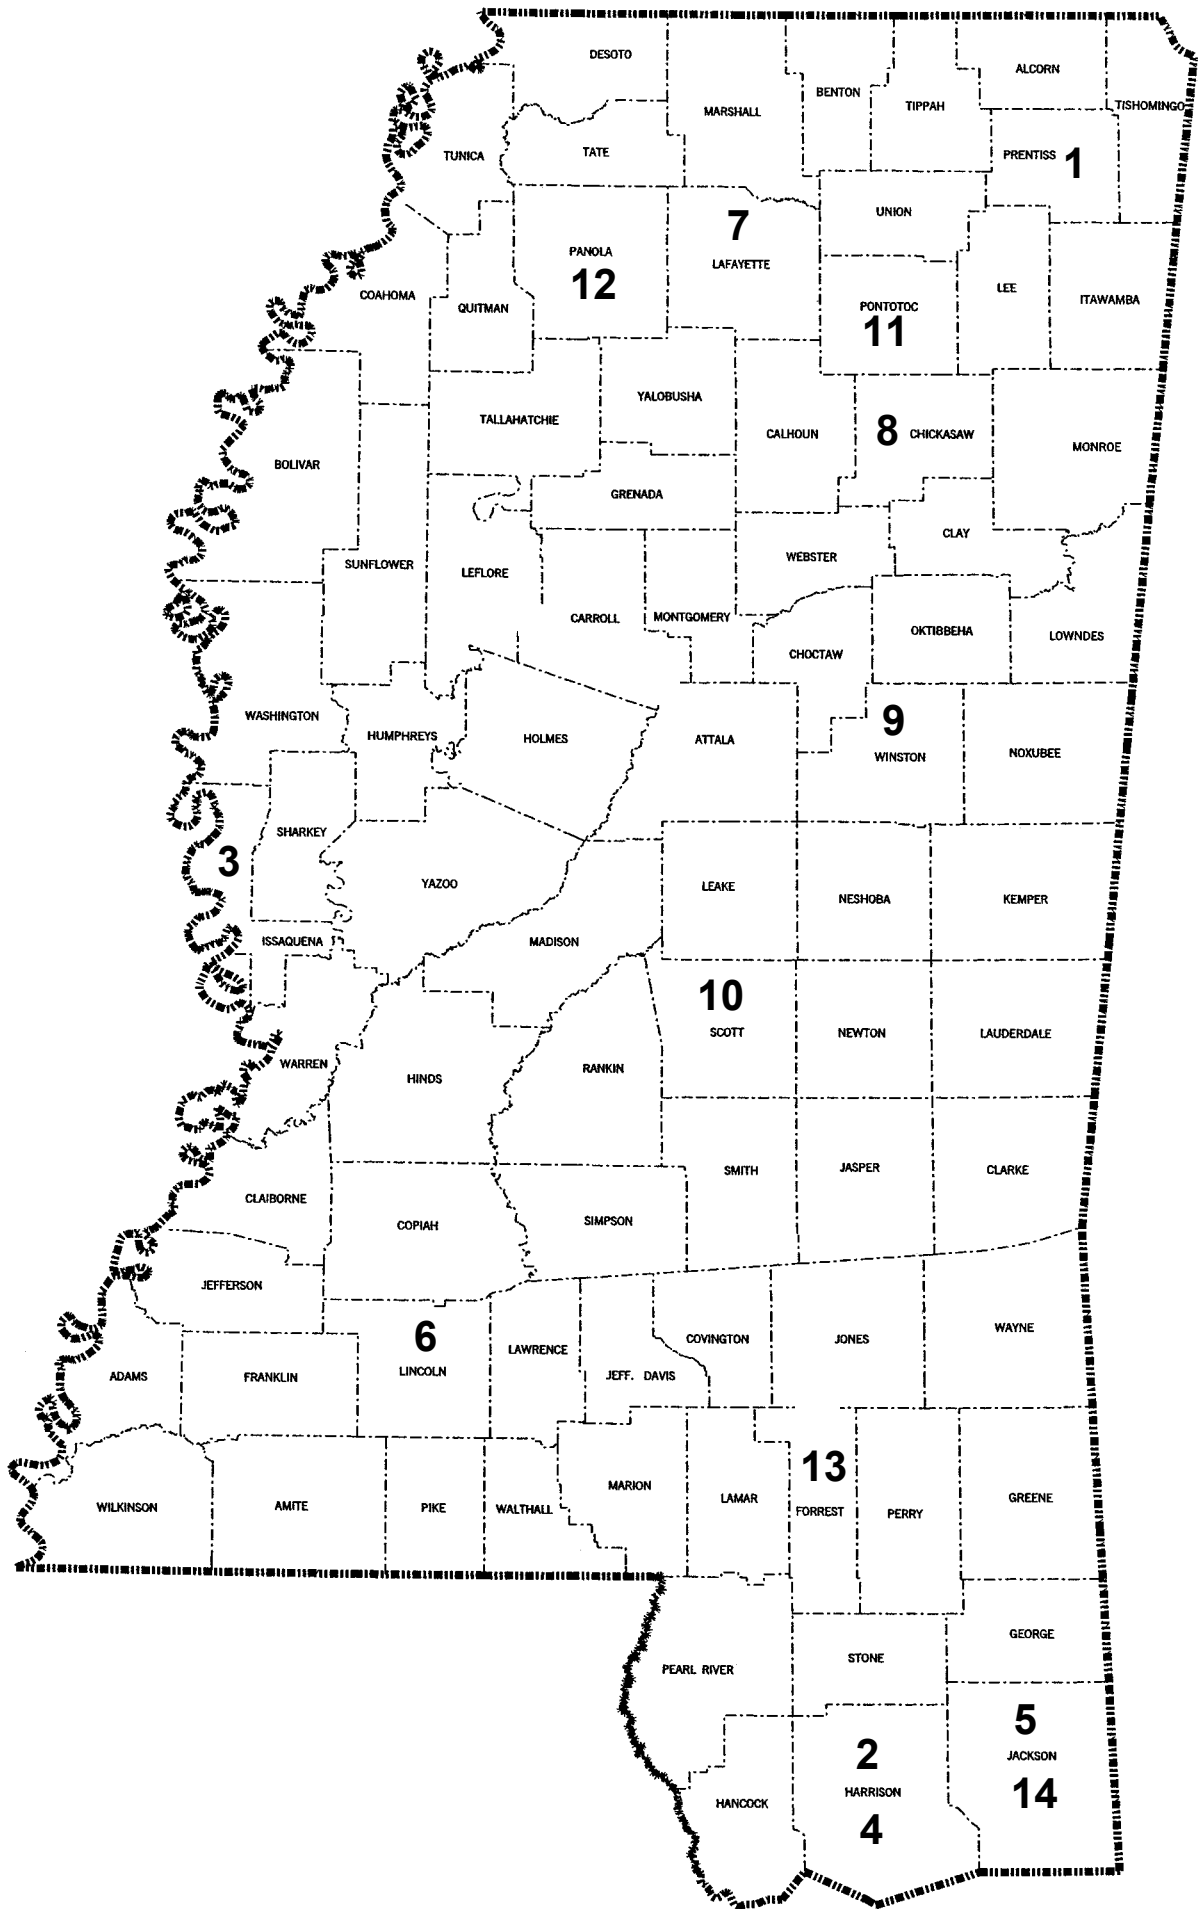 DESOTO
ALCORN
BENTON
TIPPAH
TISHOMINGO
MARSHALL
TUNICA
TATE
PRENTISS 1
UNION
7
PANOLA
LAFAYETTE
12
COAHOMA
QUITMAN
PONTOTOC
11
LEE
ITAWAMBA
YALOBUSHA
TALLAHATCHIE
CALHOUN
8 CHICKASAW
MONROE
BOLIVAR
GRENADA
CLAY
WEBSTER
SUNFLOWER
LEFLORE
CARROLL
MONTGOMERY
OKTIBBEHA
LOWNDES
CHOCTAW
WASHINGTON
9
HUMPHREYS
HOLMES
ATTALA
WINSTON
NOXUBEE
SHARKEY
3
YAZOO
LEAKE
NESHOBA
KEMPER
ISSAQUENA
MADISON
10
SCOTT
NEWTON
LAUDERDALE
WARREN
HINDS
RANKIN
SMITH
JASPER
CLARKE
CLAIBORNE
COPIAH
SIMPSON
JEFFERSON
6
LAWRENCE
COVINGTON
JONES
WAYNE
ADAMS
FRANKLIN
LINCOLN
JEFF. DAVIS
13
WILKINSON
AMITE
PIKE
WALTHALL
MARION
LAMAR
FORREST
PERRY
GREENE
GEORGE
PEARL RIVER
STONE
5
2
JACKSON
HARRISON
14
HANCOCK
4